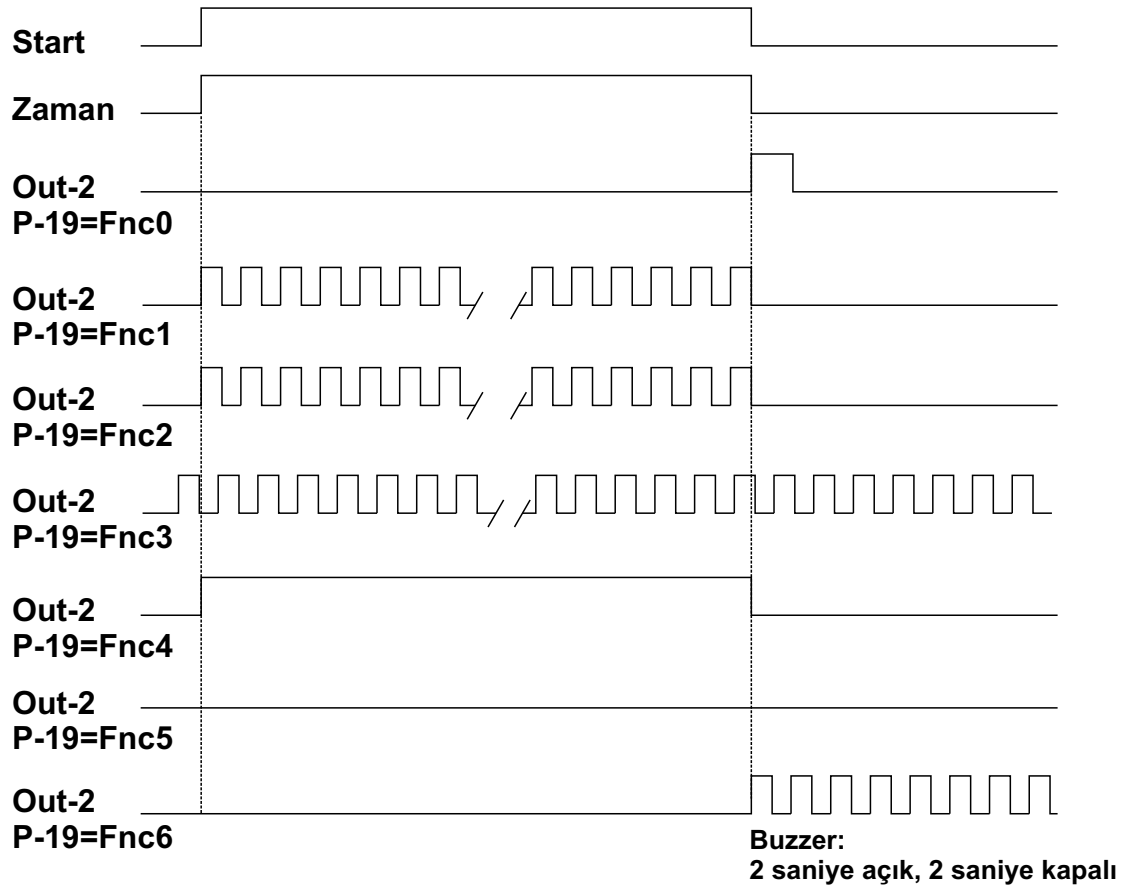 Start
Zaman
Out-2
P-19=Fnc0
Out-2
P-19=Fnc1
Out-2
P-19=Fnc2
Out-2
P-19=Fnc3
Out-2
P-19=Fnc4
Out-2
P-19=Fnc5
Out-2
P-19=Fnc6
Buzzer:
2 saniye açık, 2 saniye kapalı